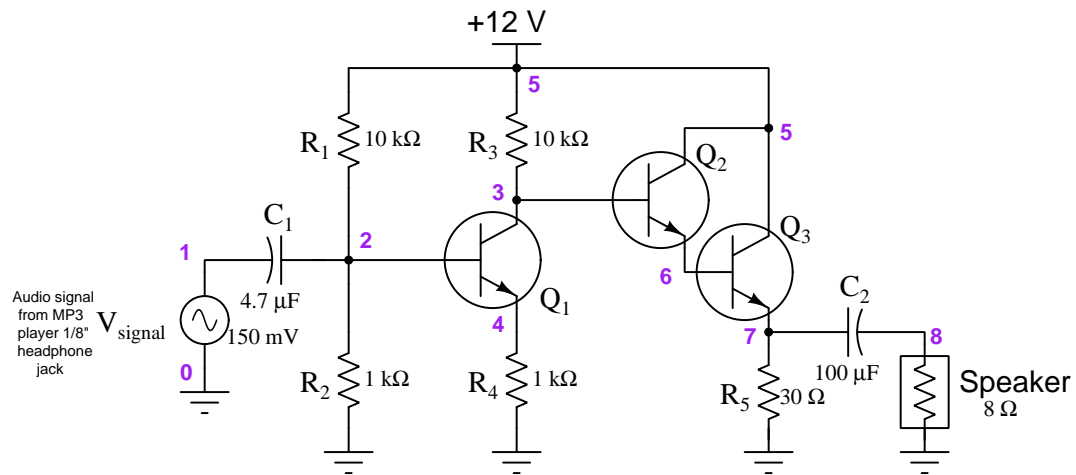 +12 V
5
R1 10 kΩ
R3 10 kΩ
5
Q2
3
C1
1
2
Q3
6
4.7 μF
Q1
C2
Audio signal
from MP3
player 1/8"
headphone
jack
Vsignal
150 mV
4
7
8
0
100 μF
R2 1 kΩ
R4 1 kΩ
R5 30 Ω
Speaker
8 Ω